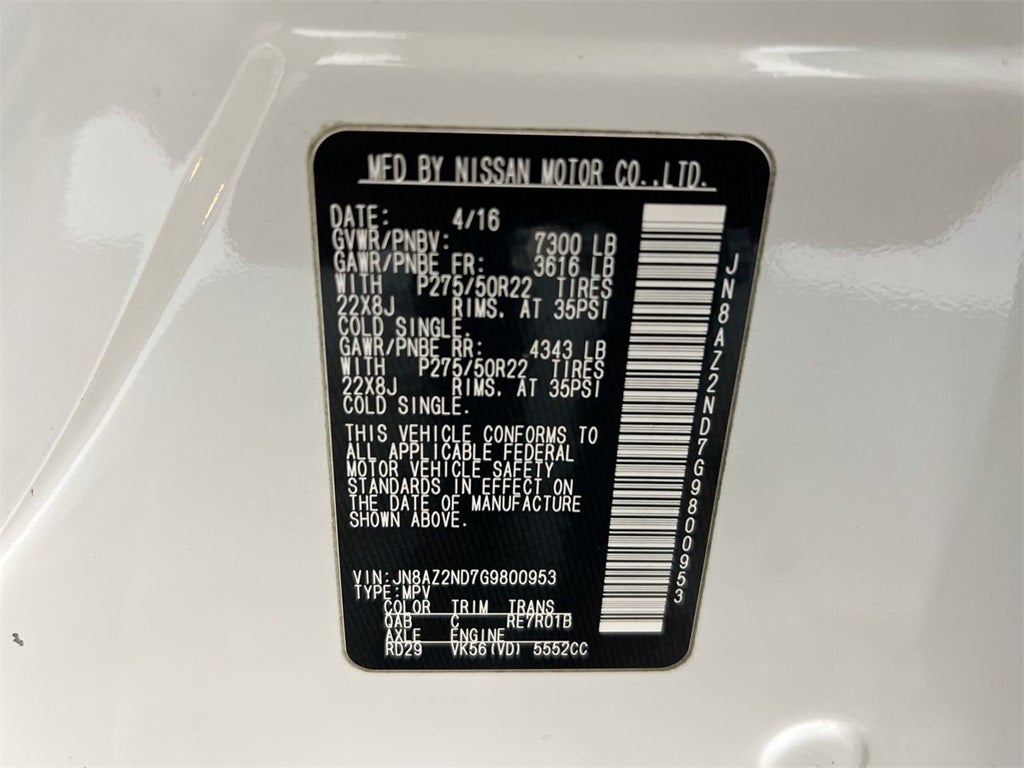 MFD BY NISSAN MOTOR CO.,LTD.
DATE: 4/16
GVWR/PNBV: 7300 LB
GAWR/PNBE FR: 3616 LB
WITH P275/50R22 TIRES
22X8J RIMS. AT 35PSI
COLD SINGLE.
GAWR/PNBE RR: 4343 LB
WITH P275/50R22 TIRES
22X8J RIMS. AT 35PSI
COLD SINGLE.
THIS VEHICLE CONFORMS TO
ALL APPLICABLE FEDERAL
MOTOR VEHICLE SAFETY
STANDARDS IN EFFECT ON
THE DATE OF MANUFACTURE
SHOWN ABOVE.
VIN:JN8AZ2ND7G9800953
TYPE:MPV
COLOR TRIM TRANS
QAB C RE7R01B
AXLE ENGINE
RD29 VK56(VD) 5552CC
JN8AZ2ND7G9800953